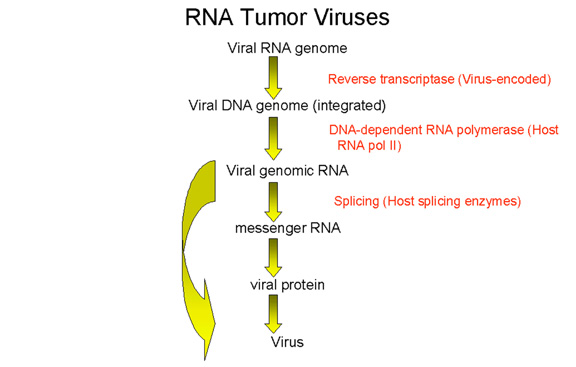 RNA Tumor Viruses
Viral RNA genome
Reverse transcriptase (Virus-encoded)
Viral DNA genome (integrated)
DNA-dependent RNA polymerase (Host
RNA pol II)
Viral genomic RNA
Splicing (Host splicing enzymes)
messenger RNA
viral protein
Virus